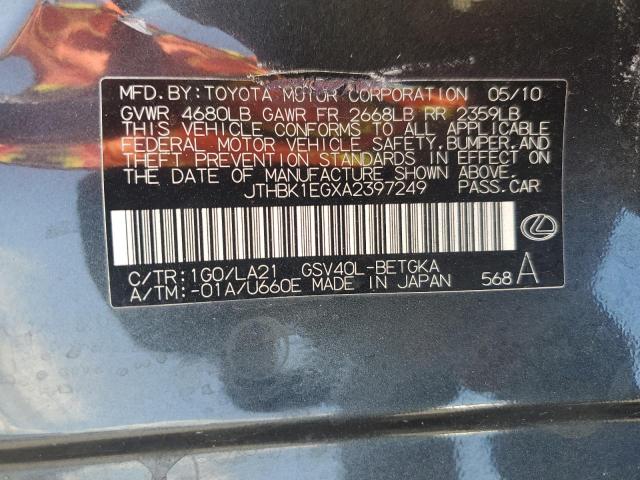 MFD.BY:TOYOTA MOTOR CORPORATION 05/10
GVWR 4680LB GAWR FR 2668LB RR 2359LB
THIS VEHICLE CONFORMS TO ALL APPLICABLE
FEDERAL MOTOR VEHICLE SAFETY,BUMPER,AND
THEFT PREVENTION STANDARDS IN EFFECT ON
THE DATE OF MANUFACTURE SHOWN ABOVE.
JTHBK1EGXA2397249 PASS.CAR
C/TR:1G0/LA21 GSV40L-BETGKA
A/TM:-01A/U660E MADE IN JAPAN 568 A